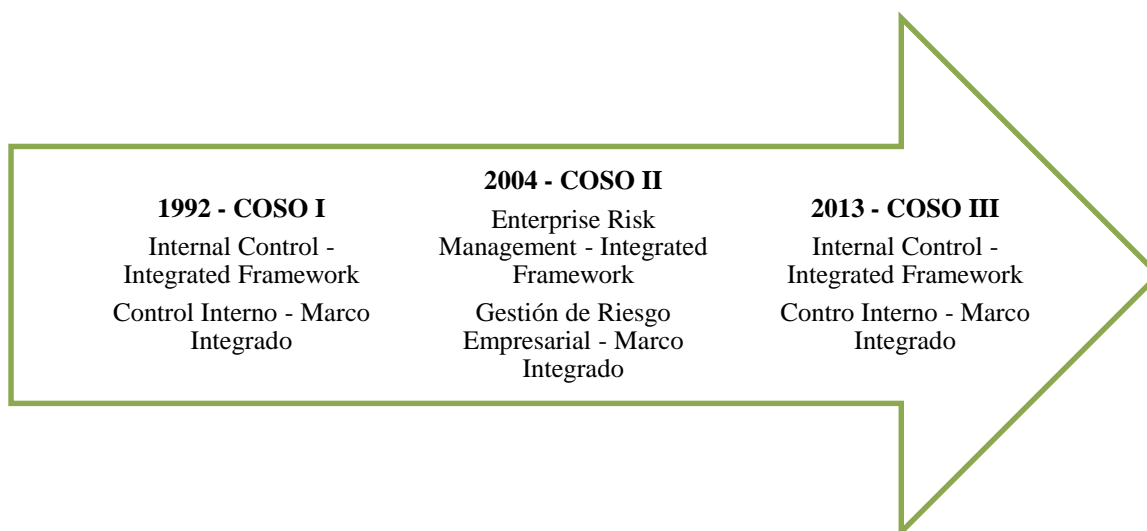 1992 - COSO I
Internal Control -
Integrated Framework
Control Interno - Marco
Integrado
2004 - COSO II
Enterprise Risk
Management - Integrated
Framework
Gestión de Riesgo
Empresarial - Marco
Integrado
2013 - COSO III
Internal Control -
Integrated Framework
Contro Interno - Marco
Integrado